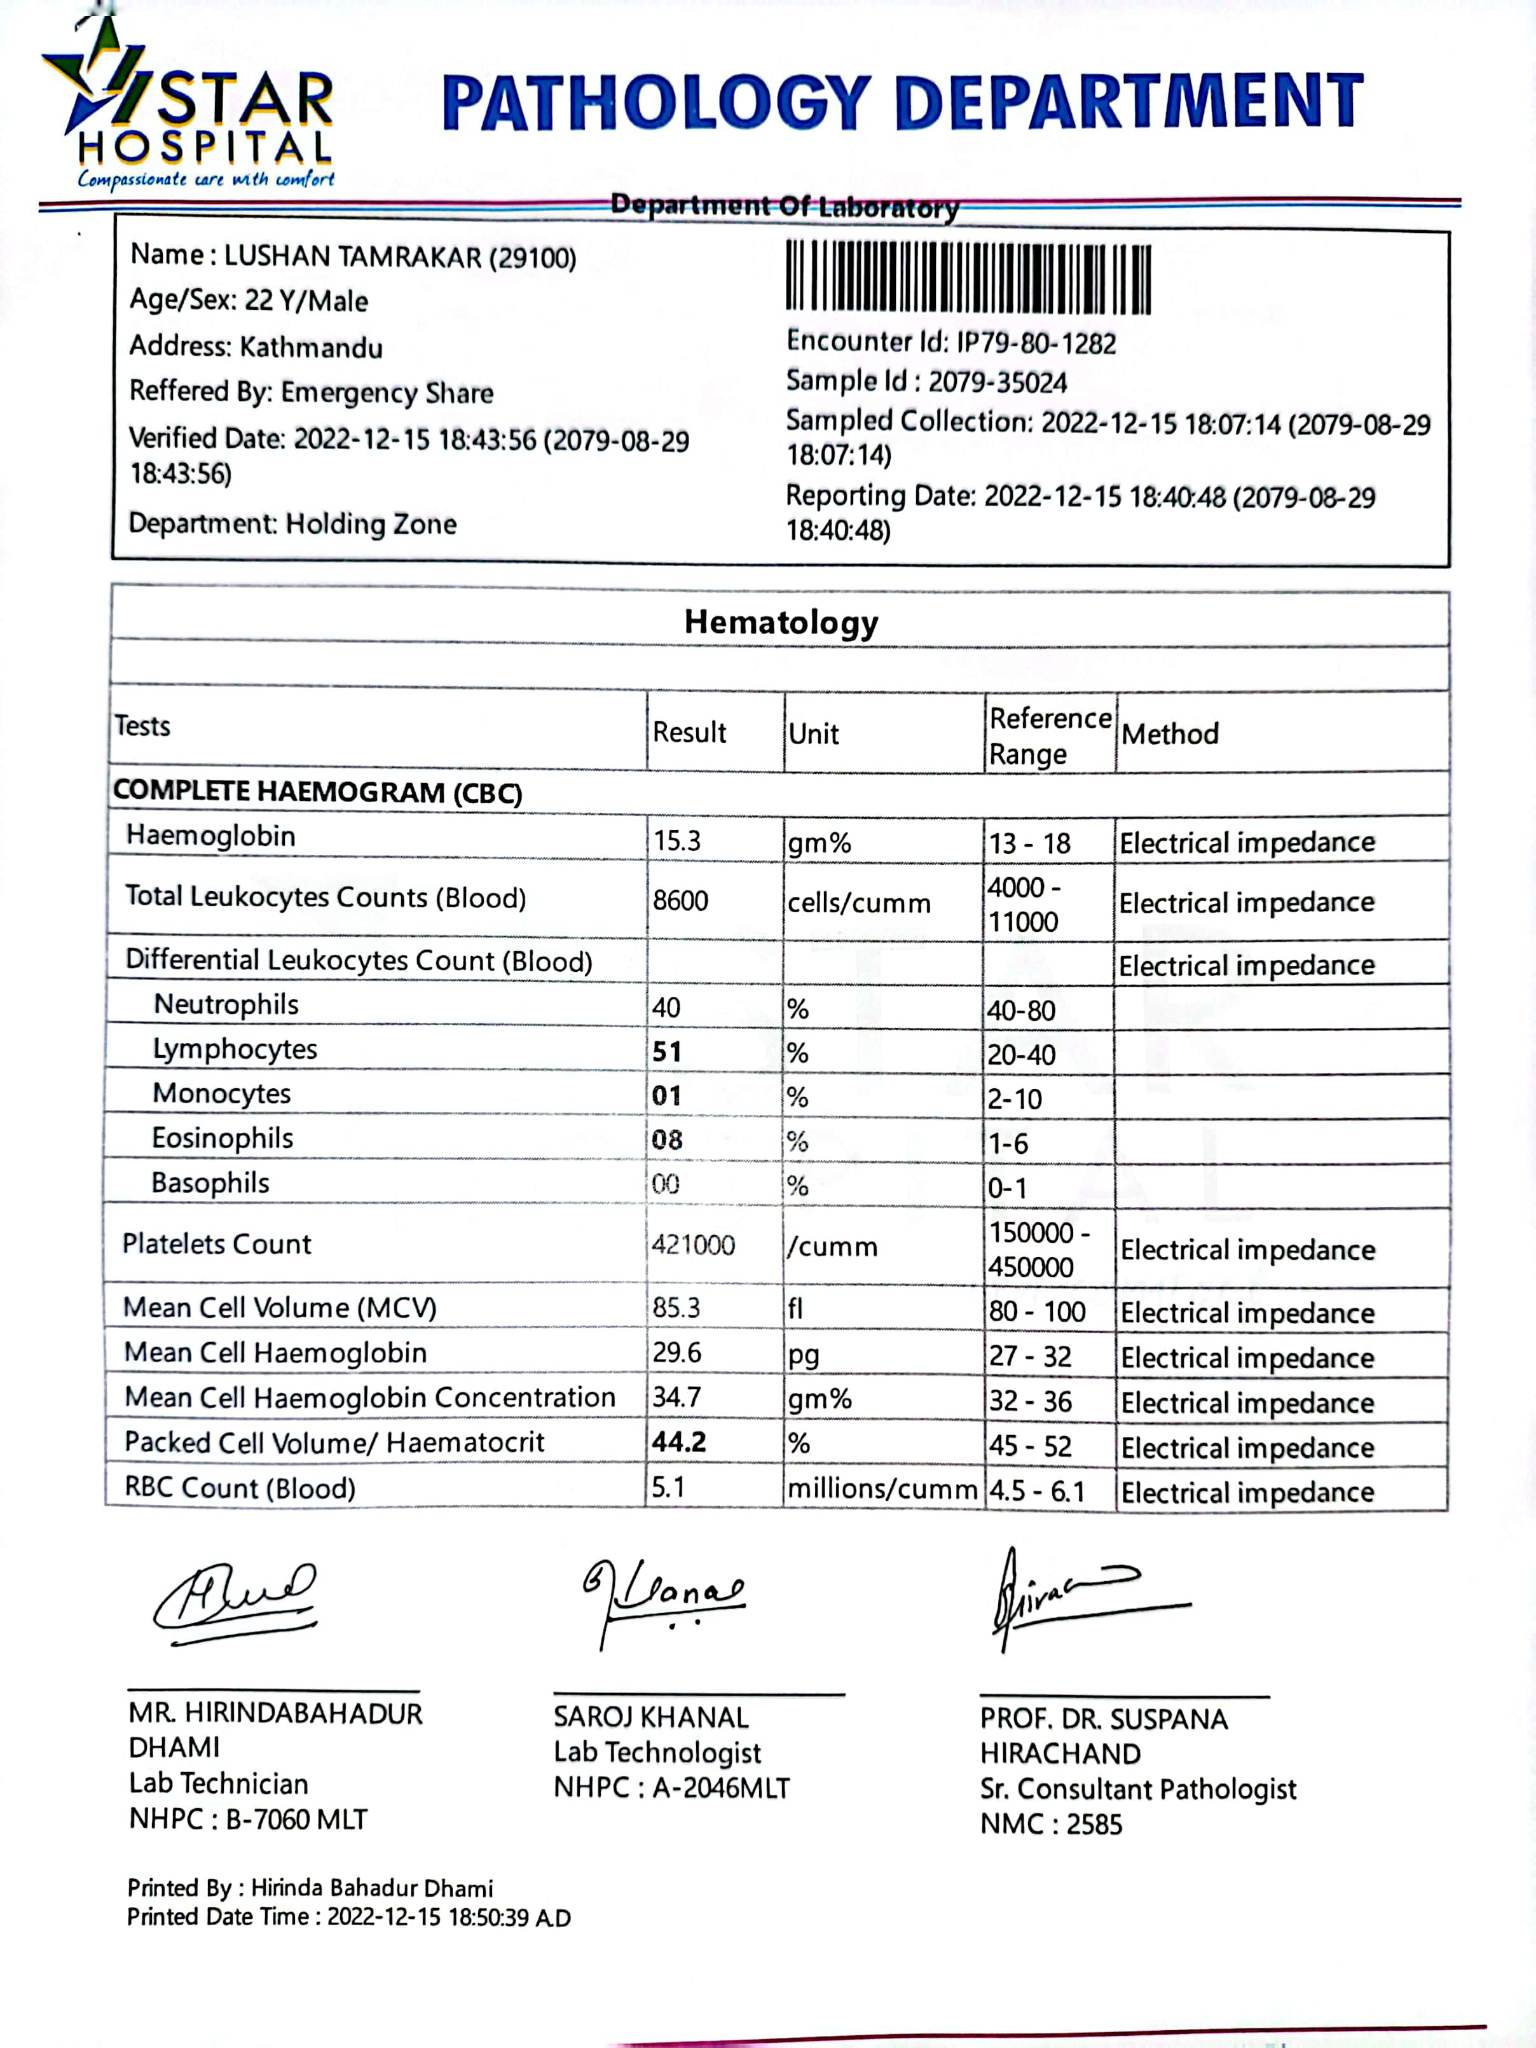 STAR
HOSPITAL
Compassionate care with comfort
PATHOLOGY DEPARTMENT
Department Of Laboratory
Name : LUSHAN TAMRAKAR (29100)
Age/Sex: 22 Y/Male
Address: Kathmandu
Reffered By: Emergency Share
Verified Date: 2022-12-15 18:43:56 (2079-08-29
18:43:56)
Department: Holding Zone
Encounter Id: IP79-80-1282
Sample Id : 2079-35024
Sampled Collection: 2022-12-15 18:07:14 (2079-08-29
18:07:14)
Reporting Date: 2022-12-15 18:40:48 (2079-08-29
18:40:48)
Hematology
Tests Result Unit Reference Range Method
COMPLETE HAEMOGRAM (CBC)
Haemoglobin 15.3 gm% 13 - 18 Electrical impedance
Total Leukocytes Counts (Blood) 8600 cells/cumm 4000 - 11000 Electrical impedance
Differential Leukocytes Count (Blood) Electrical impedance
Neutrophils 40 % 40-80
Lymphocytes 51 % 20-40
Monocytes 01 % 2-10
Eosinophils 08 % 1-6
Basophils 00 % 0-1
Platelets Count 421000 /cumm 150000 - 450000 Electrical impedance
Mean Cell Volume (MCV) 85.3 fl 80 - 100 Electrical impedance
Mean Cell Haemoglobin 29.6 pg 27 - 32 Electrical impedance
Mean Cell Haemoglobin Concentration 34.7 gm% 32 - 36 Electrical impedance
Packed Cell Volume/ Haematocrit 44.2 % 45 - 52 Electrical impedance
RBC Count (Blood) 5.1 millions/cumm 4.5 - 6.1 Electrical impedance
MR. HIRINDABAHADUR
DHAMI
Lab Technician
NHPC : B-7060 MLT
SAROJ KHANAL
Lab Technologist
NHPC : A-2046MLT
PROF. DR. SUSPANA
HIRACHAND
Sr. Consultant Pathologist
NMC : 2585
Printed By : Hirinda Bahadur Dhami
Printed Date Time : 2022-12-15 18:50:39 A.D